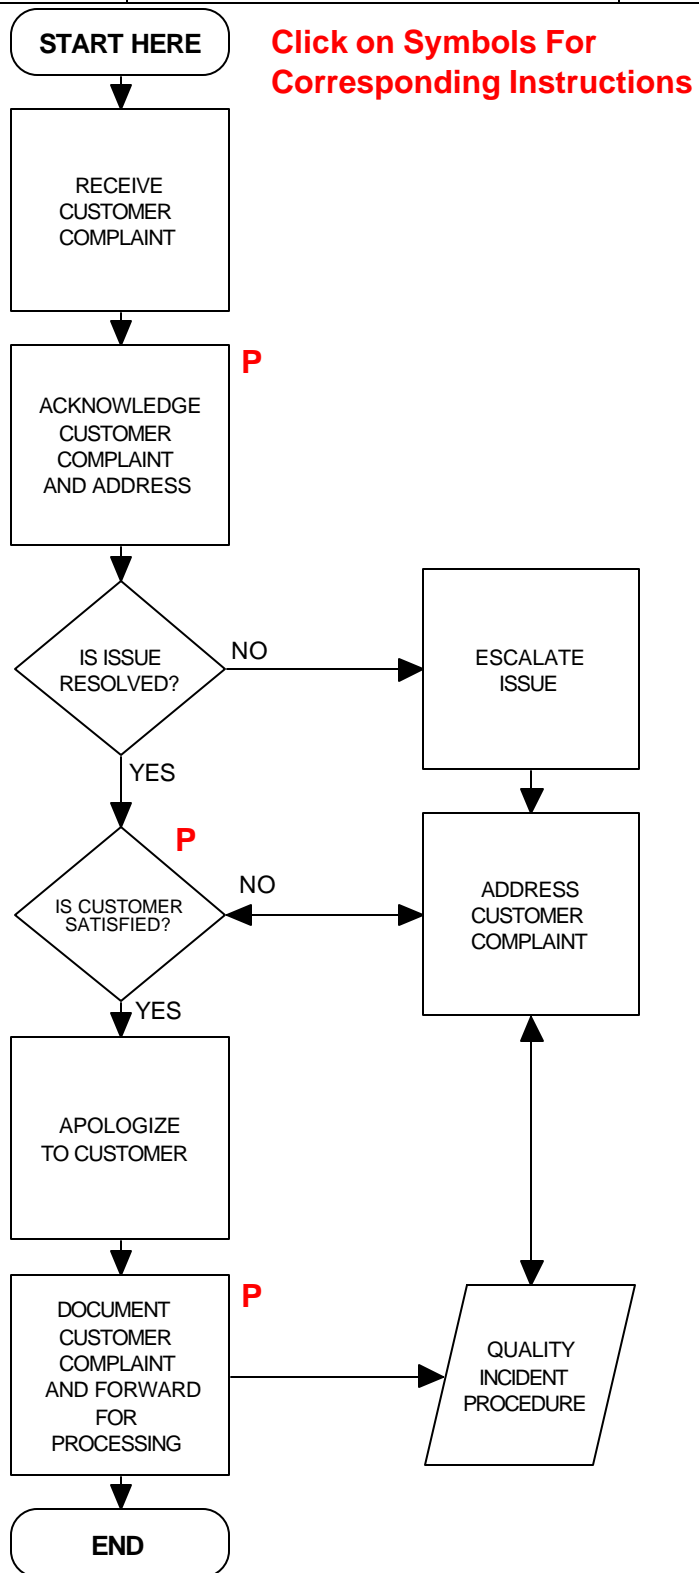 START HERE
Click on Symbols For
Corresponding Instructions
RECEIVE
CUSTOMER
COMPLAINT
P
ACKNOWLEDGE
CUSTOMER
COMPLAINT
AND ADDRESS
IS ISSUE
RESOLVED?
NO
ESCALATE
ISSUE
YES
P
IS CUSTOMER
SATISFIED?
NO
ADDRESS
CUSTOMER
COMPLAINT
YES
APOLOGIZE
TO CUSTOMER
P
DOCUMENT
CUSTOMER
COMPLAINT
AND FORWARD
FOR
PROCESSING
QUALITY
INCIDENT
PROCEDURE
END